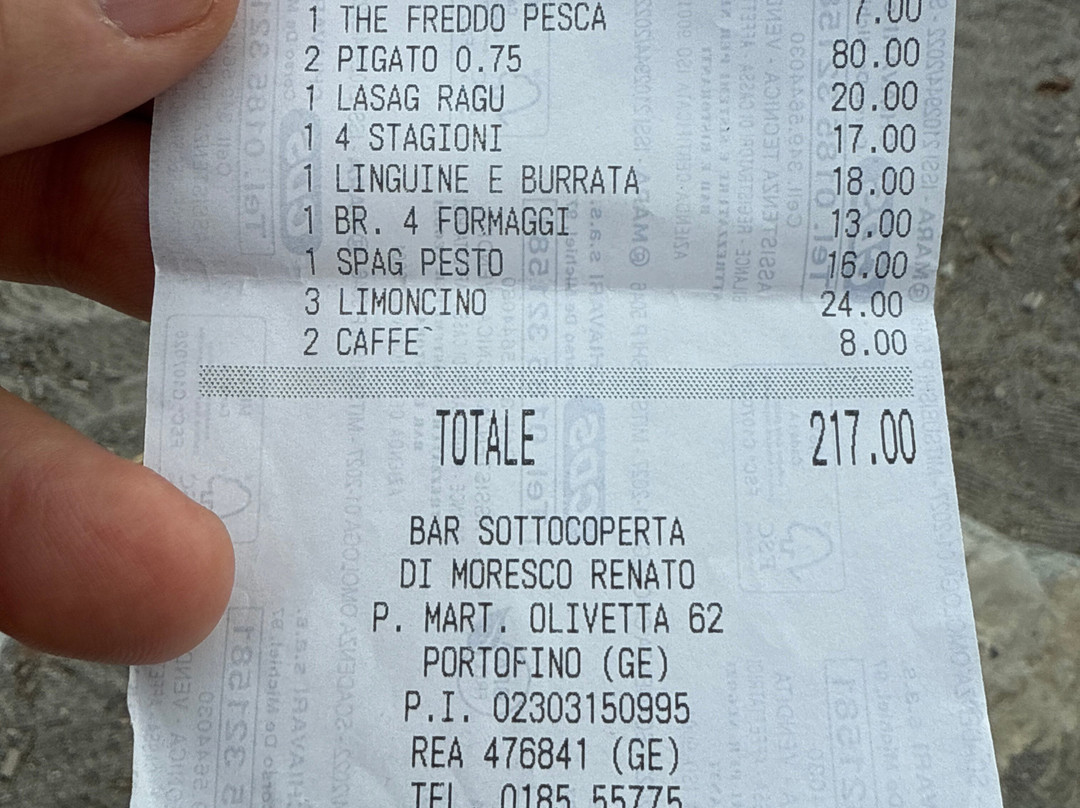 1 THE FREDDO PESCA 7.00
2 PIGATO 0.75 80.00
1 LASAG RAGU 20.00
1 4 STAGIONI 17.00
1 LINGUINE E BURRATA 18.00
1 BR. 4 FORMAGGI 13.00
1 SPAG PESTO 16.00
3 LIMONCINO 24.00
2 CAFFE` 8.00
TOTALE 217.00
BAR SOTTOCOPERTA
DI MORESCO RENATO
P. MART. OLIVETTA 62
PORTOFINO (GE)
P.I. 02303150995
REA 476841 (GE)
TEL. 0185 55775